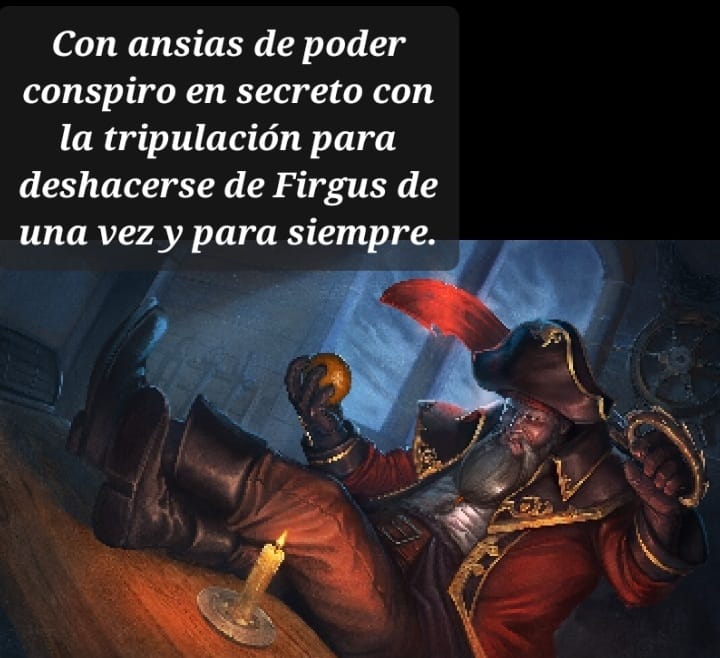 Con ansias de poder
conspiro en secreto con
la tripulación para
deshacerse de Firgus de
una vez y para siempre.